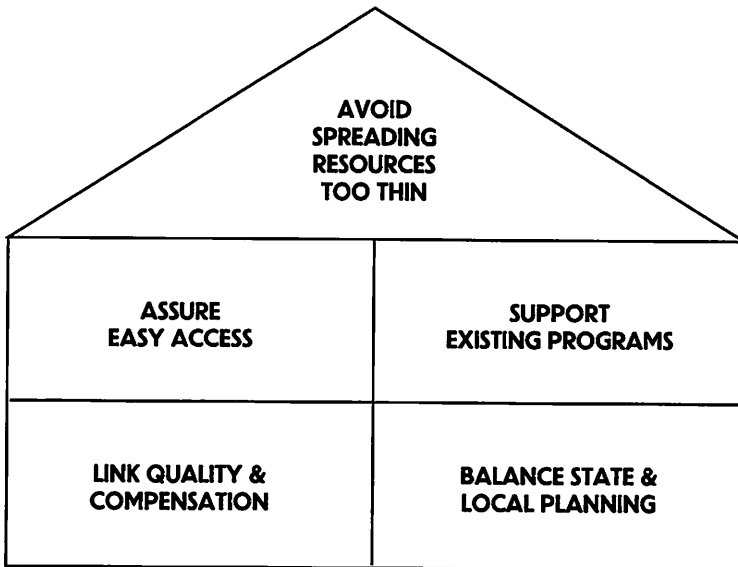 AVOID
SPREADING
RESOURCES
TOO THIN
ASSURE
EASY ACCESS
SUPPORT
EXISTING PROGRAMS
LINK QUALITY &
COMPENSATION
BALANCE STATE &
LOCAL PLANNING